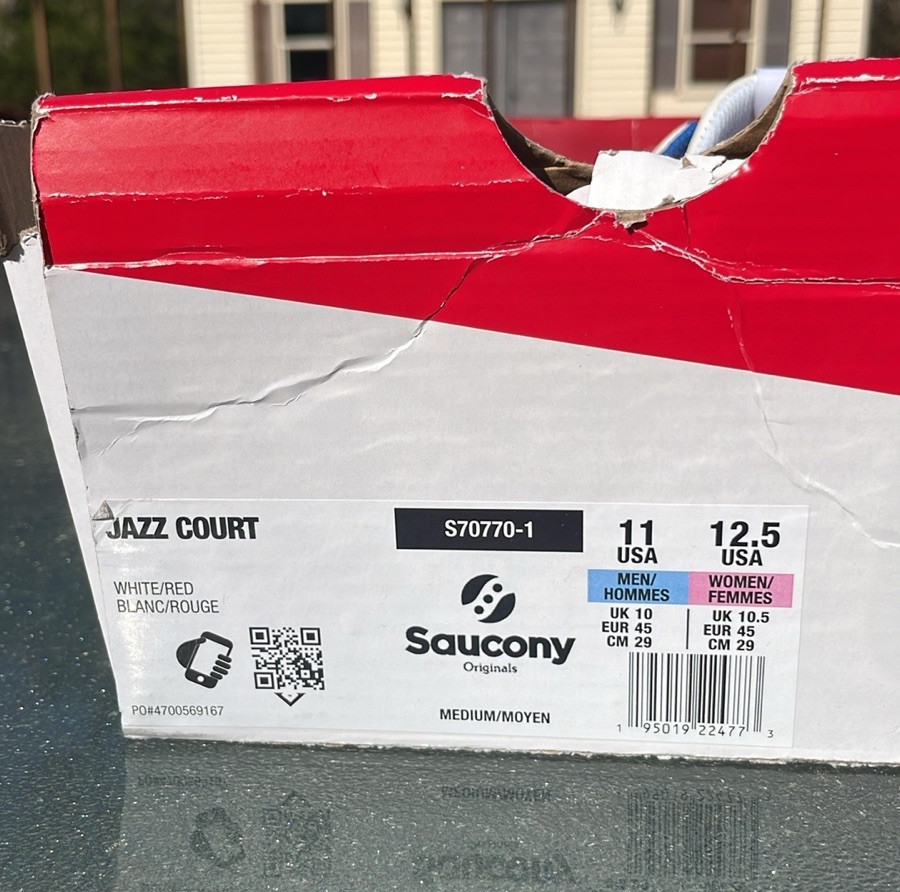 JAZZ COURT
WHITE/RED
BLANC/ROUGE
PO#4700569167
S70770-1
Saucony
Originals
MEDIUM/MOYEN
11
USA
MEN/
HOMMES
UK 10
EUR 45
CM 29
12.5
USA
WOMEN/
FEMMES
UK 10.5
EUR 45
CM 29
1 95019 22477 3